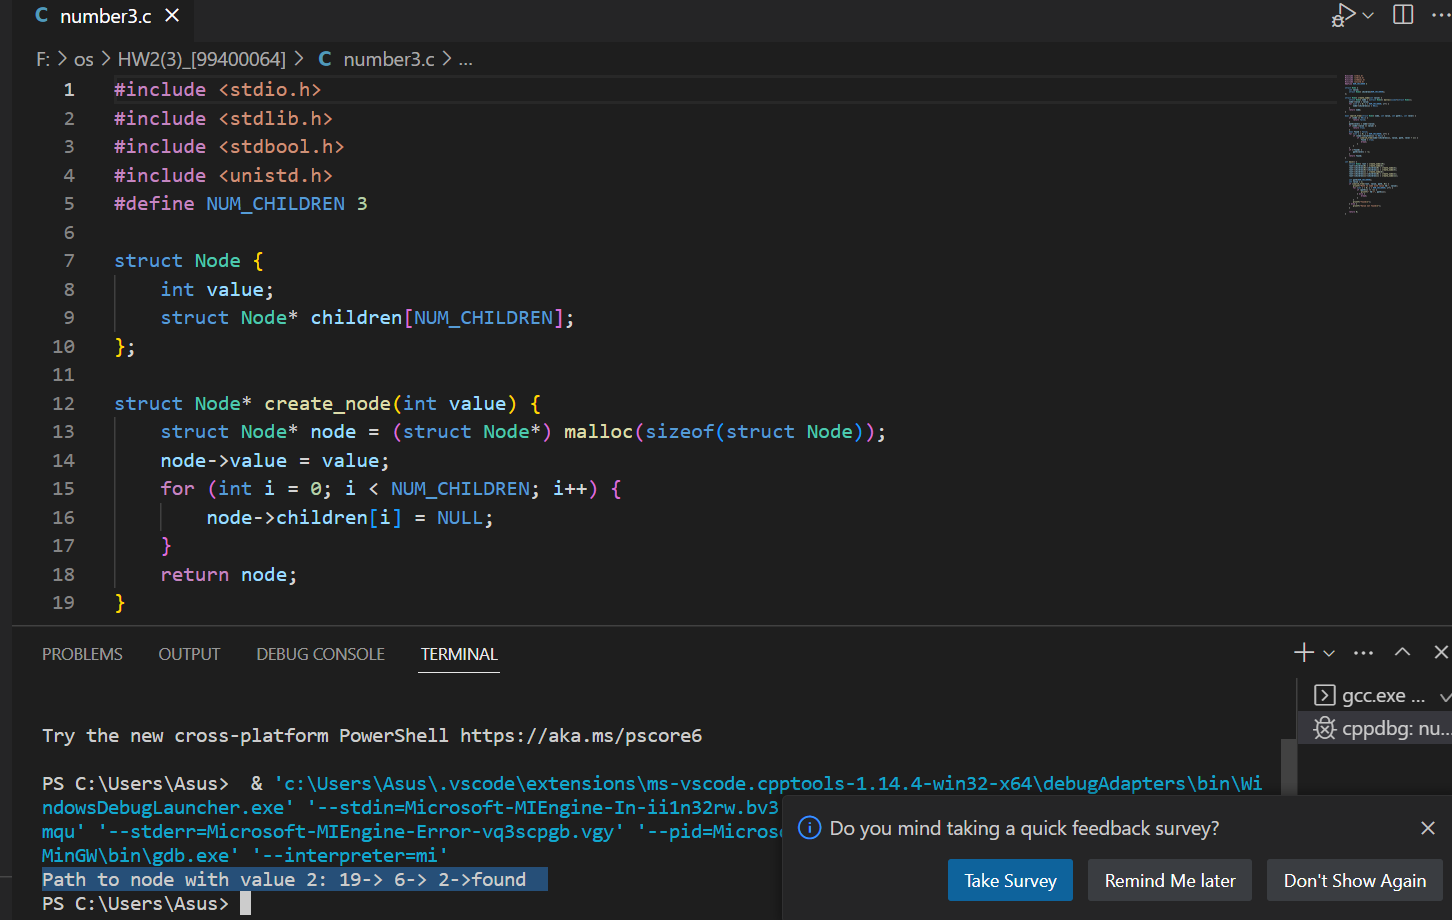 C number3.c
F: > os > HW2(3)_[99400064] > C number3.c > ...
1 #include <stdio.h>
2 #include <stdlib.h>
3 #include <stdbool.h>
4 #include <unistd.h>
5 #define NUM_CHILDREN 3
6
7 struct Node {
8     int value;
9     struct Node* children[NUM_CHILDREN];
10 };
11
12 struct Node* create_node(int value) {
13     struct Node* node = (struct Node*) malloc(sizeof(struct Node));
14     node->value = value;
15     for (int i = 0; i < NUM_CHILDREN; i++) {
16         node->children[i] = NULL;
17     }
18     return node;
19 }
PROBLEMS OUTPUT DEBUG CONSOLE TERMINAL
gcc.exe ...
cppdbg: nu...
Try the new cross-platform PowerShell https://aka.ms/pscore6
PS C:\Users\Asus>  & 'c:\Users\Asus\.vscode\extensions\ms-vscode.cpptools-1.14.4-win32-x64\debugAdapters\bin\Wi
ndowsDebugLauncher.exe' '--stdin=Microsoft-MIEngine-In-ii1n32rw.bv3
mqu' '--stderr=Microsoft-MIEngine-Error-vq3scpgb.vgy' '--pid=Microso
MinGW\bin\gdb.exe' '--interpreter=mi'
Path to node with value 2: 19-> 6-> 2->found
PS C:\Users\Asus>
Do you mind taking a quick feedback survey?
Take Survey Remind Me later Don't Show Again